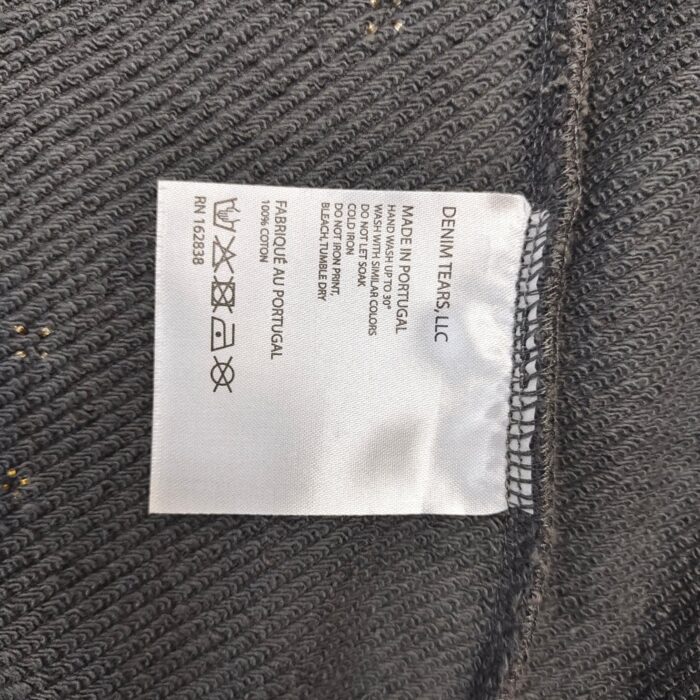 DENIM TEARS, LLC
MADE IN PORTUGAL
HAND WASH UP TO 30°
WASH WITH SIMILAR COLORS
DO NOT LET SOAK
COLD IRON
DO NOT IRON PRINT,
BLEACH, TUMBLE DRY
FABRIQUÉ AU PORTUGAL
100% COTON
RN 162838